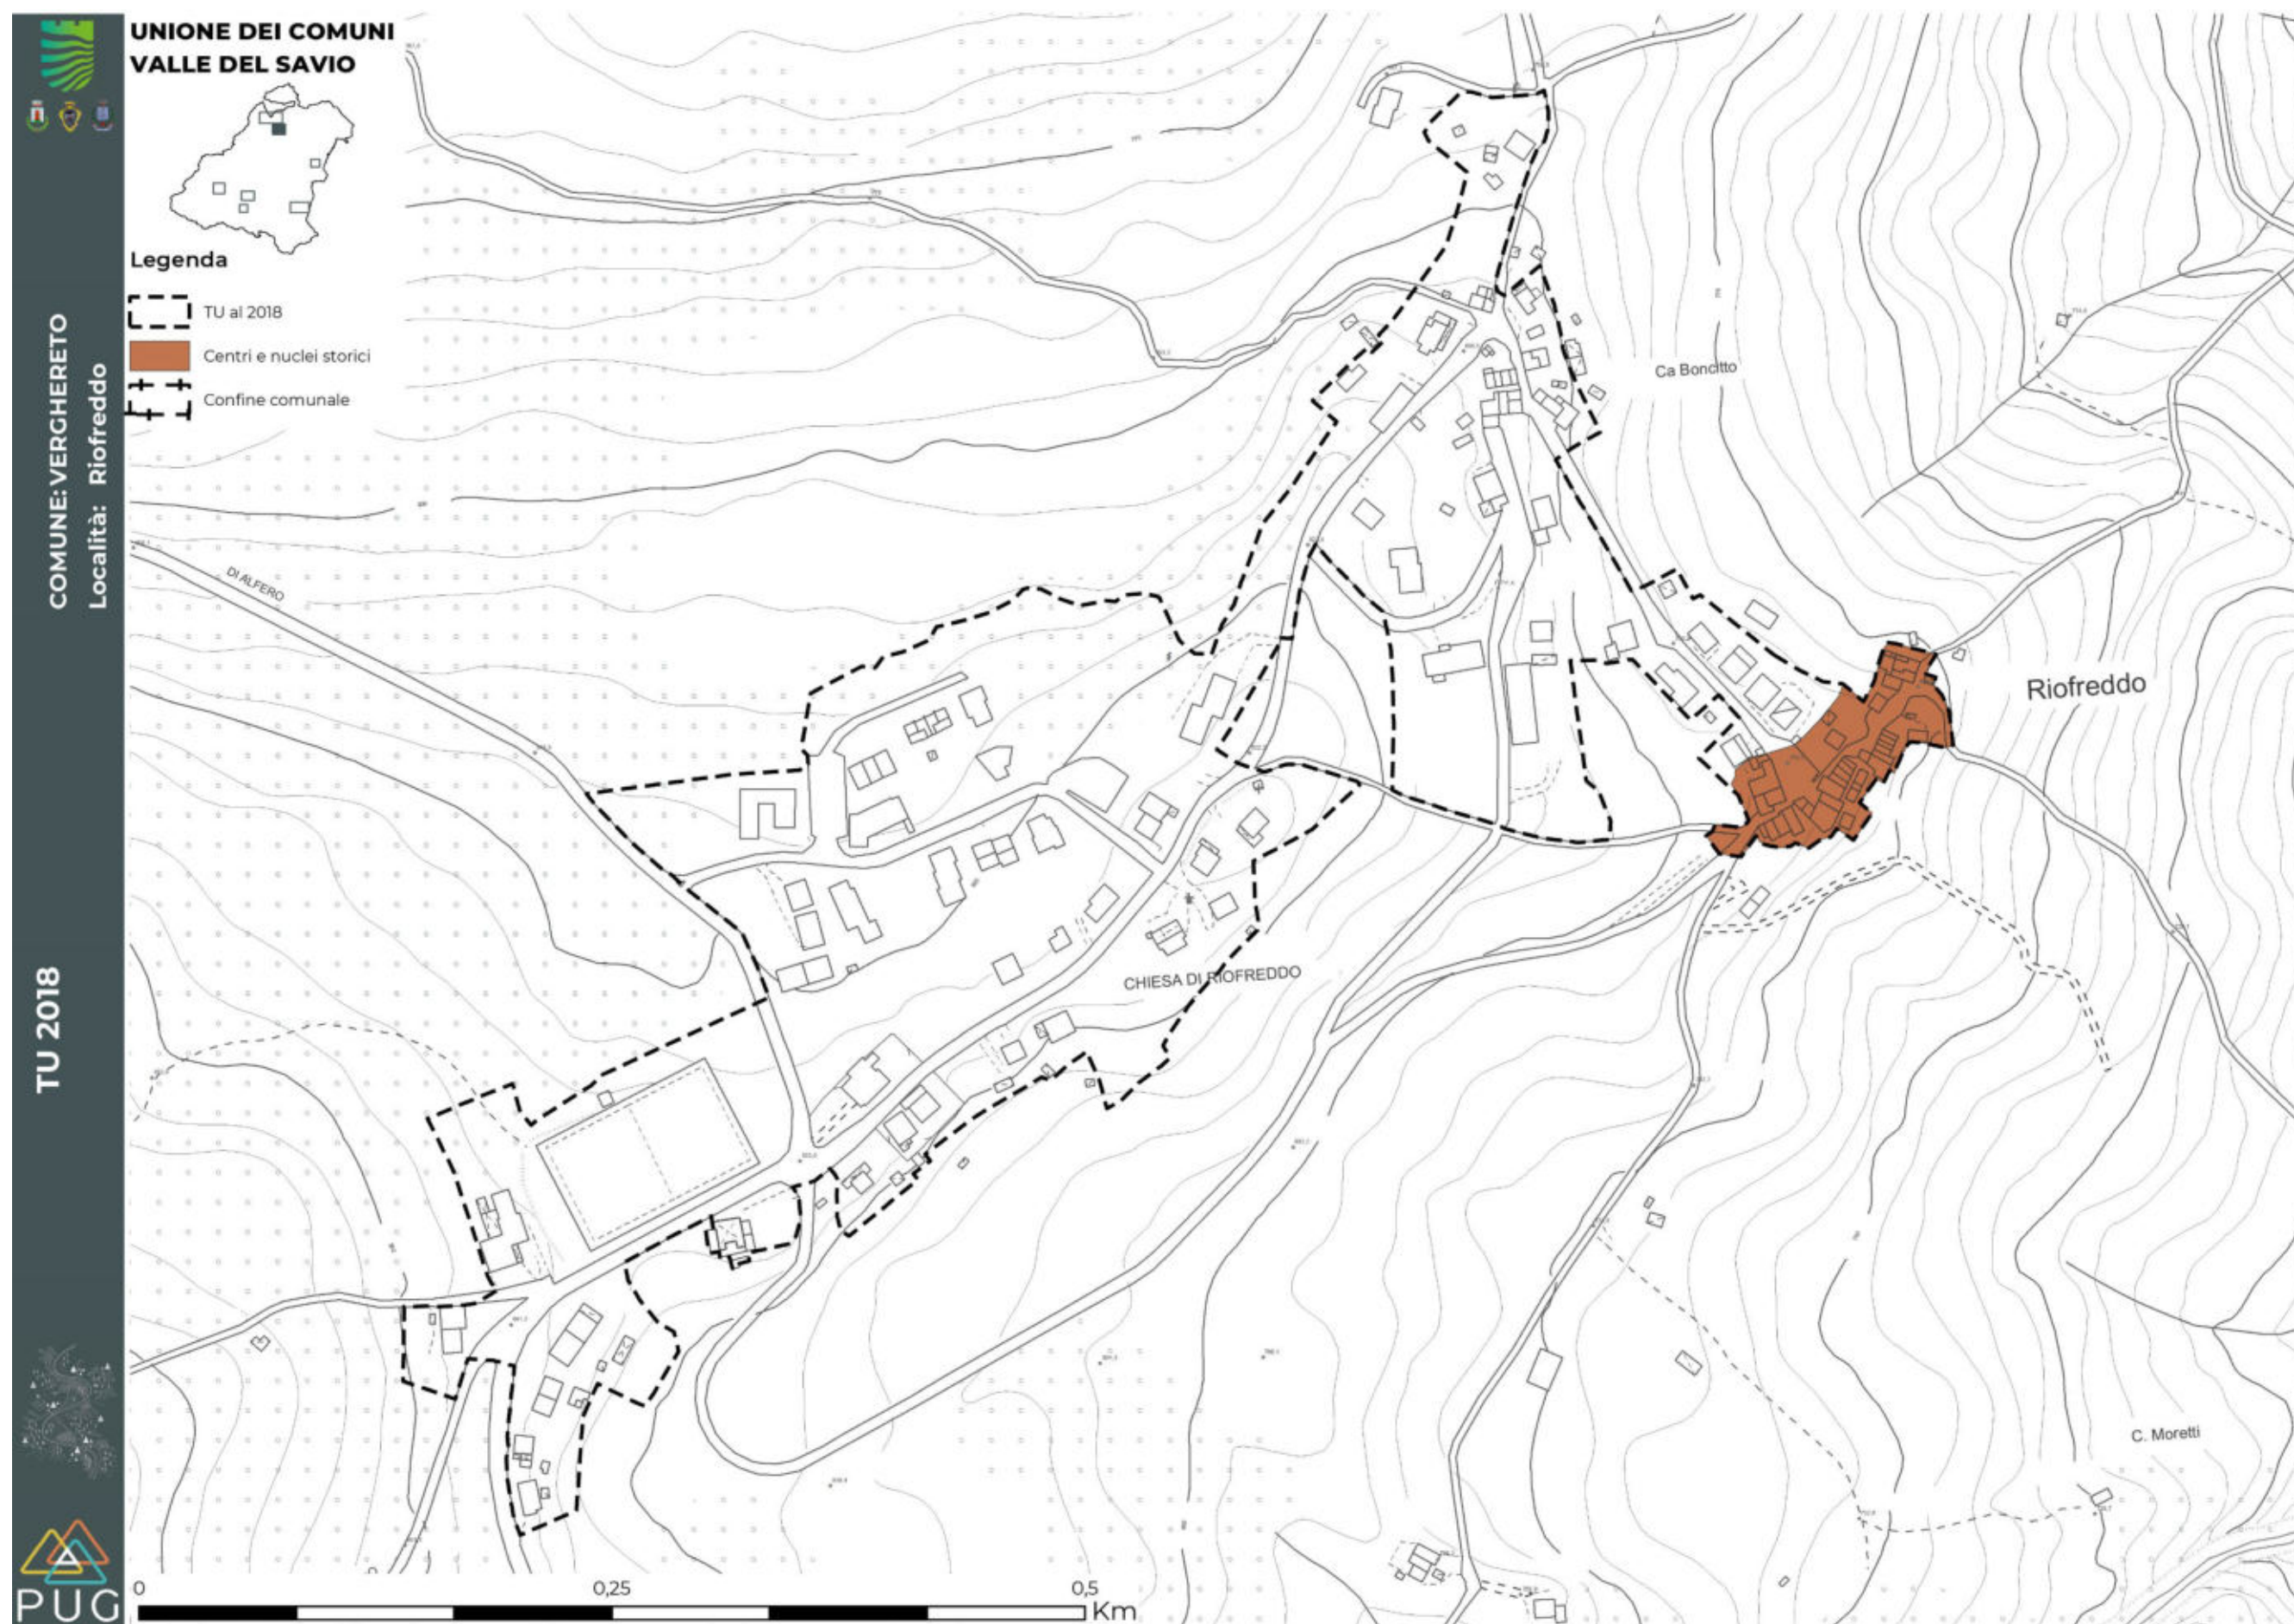 UNIONE DEI COMUNI
VALLE DEL SAVIO
Legenda
TU al 2018
Centri e nuclei storici
Confine comunale
COMUNE: VERGHERETO
Località: Riofreddo
TU 2018
PUG
DI ALFERO
Ca Boncitto
Riofreddo
CHIESA DI RIOFREDDO
C. Moretti
0
0,25
0,5
Km